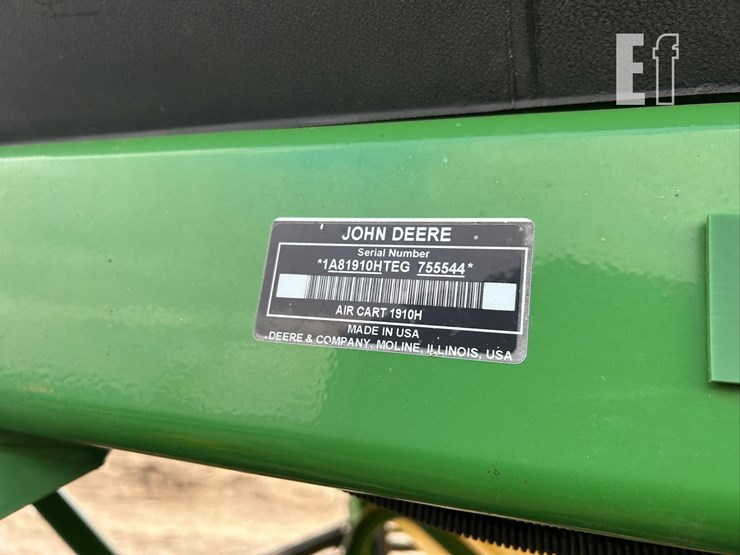 Ef
JOHN DEERE
Serial Number
*1A81910HTEG 755544*
AIR CART 1910H
MADE IN USA
DEERE & COMPANY, MOLINE, ILLINOIS, USA